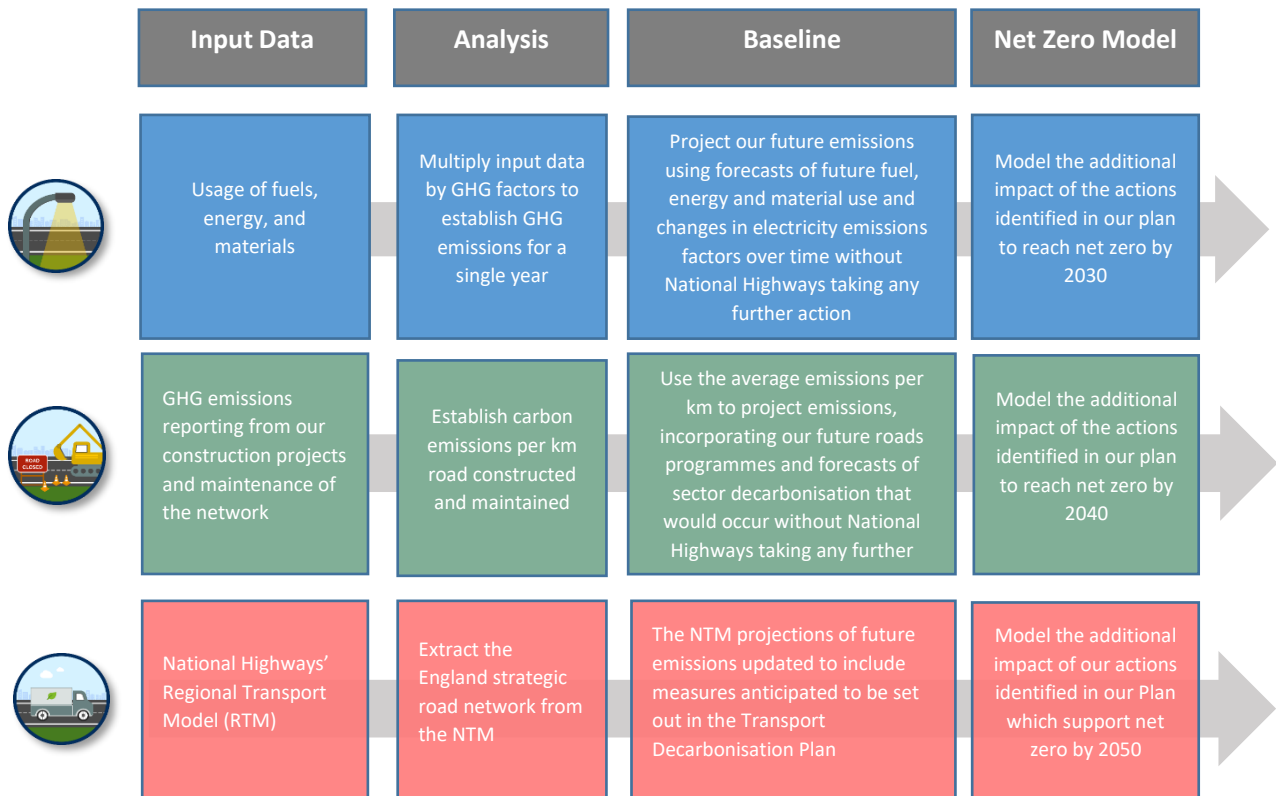 Input Data
Analysis
Baseline
Net Zero Model
Usage of fuels,
energy, and
materials
Multiply input data
by GHG factors to
establish GHG
emissions for a
single year
Project our future emissions
using forecasts of future fuel,
energy and material use and
changes in electricity emissions
factors over time without
National Highways taking any
further action
Model the additional
impact of the actions
identified in our plan
to reach net zero by
2030
ROAD
CLOSED
GHG emissions
reporting from our
construction projects
and maintenance of
the network
Establish carbon
emissions per km
road constructed
and maintained
Use the average emissions per
km to project emissions,
incorporating our future roads
programmes and forecasts of
sector decarbonisation that
would occur without National
Highways taking any further
Model the additional
impact of the actions
identified in our plan
to reach net zero by
2040
National Highways’
Regional Transport
Model (RTM)
Extract the
England strategic
road network from
the NTM
The NTM projections of future
emissions updated to include
measures anticipated to be set
out in the Transport
Decarbonisation Plan
Model the additional
impact of our actions
identified in our Plan
which support net
zero by 2050